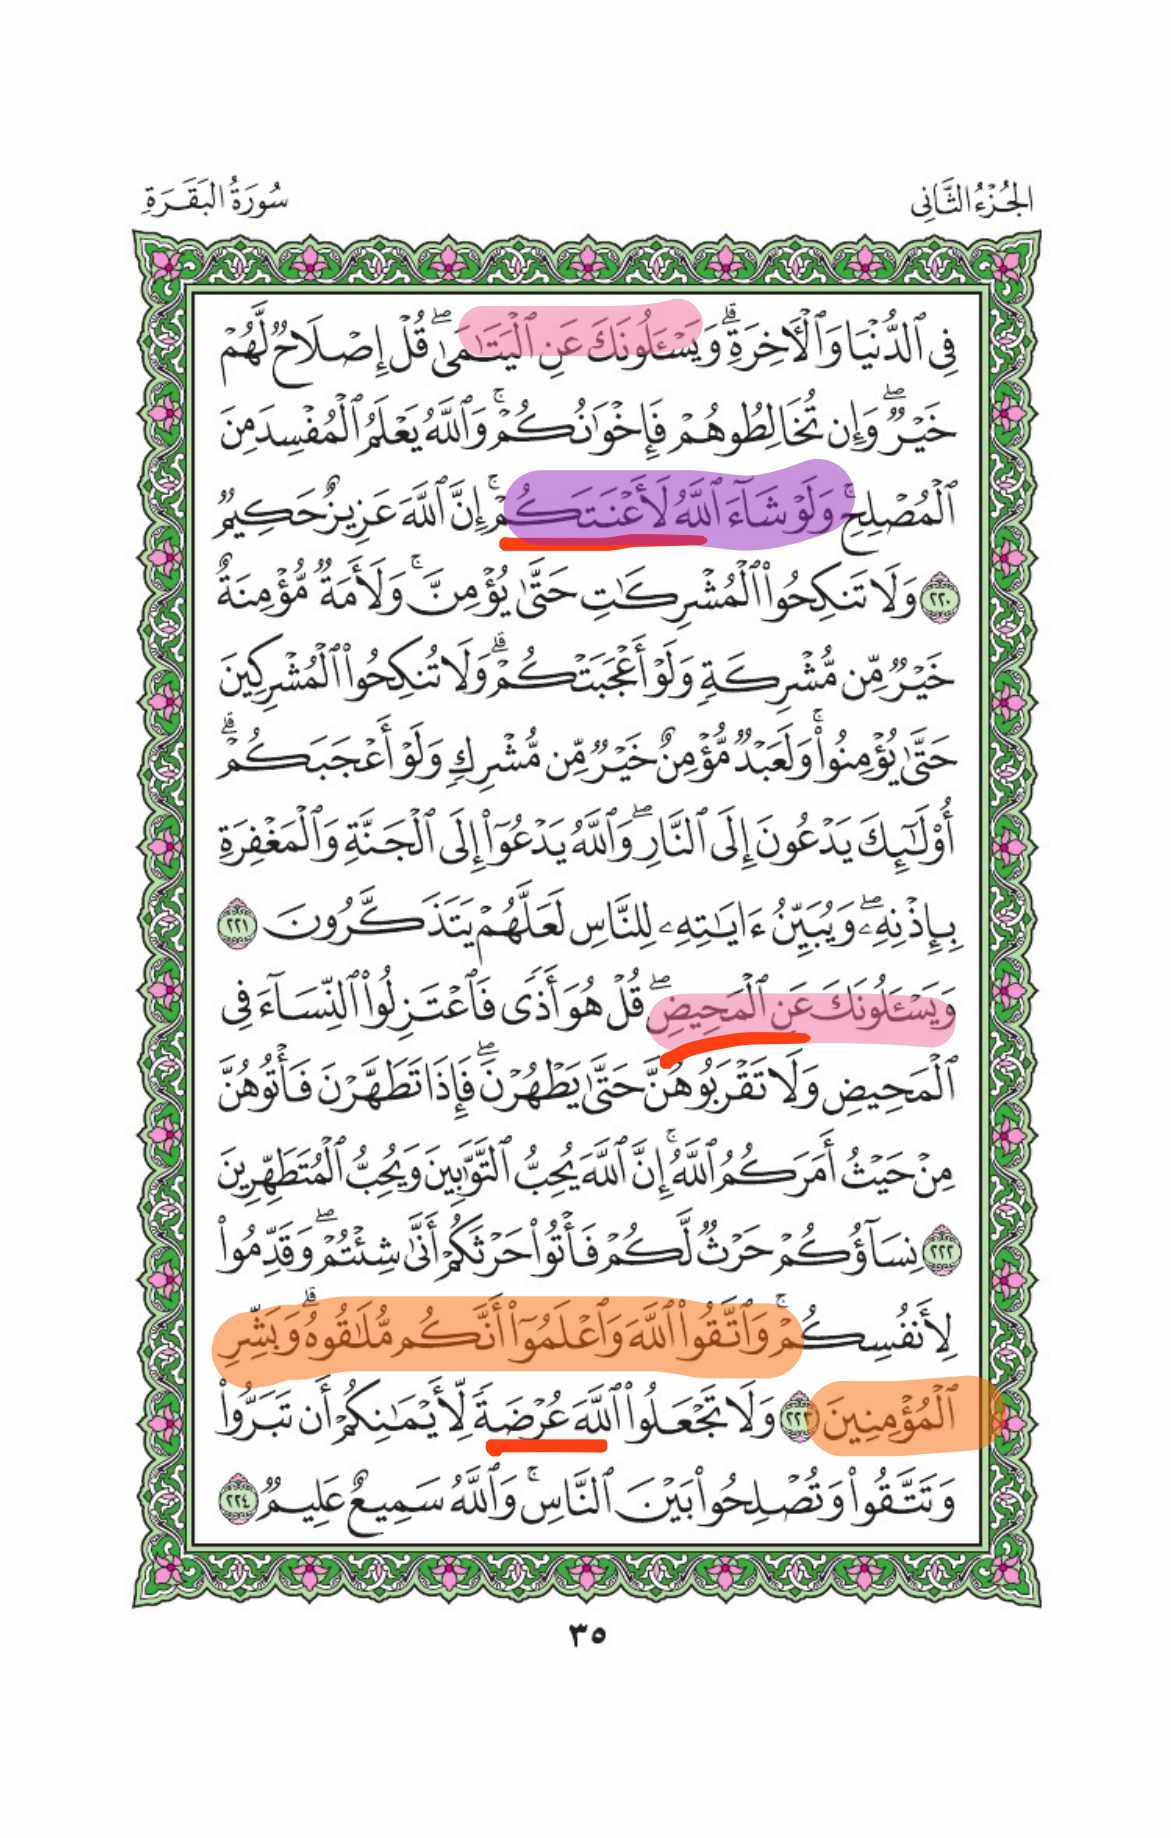 الجُزْءُ الثَّانِي
سُورَةُ البَقَرَةِ
فِى ٱلدُّنْيَا وَٱلْأَخِرَةِۗ وَيَسْـَٔلُونَكَ عَنِ ٱلْيَتَـٰمَىٰۖ قُلْ إِصْلَاحٌ لَّهُمْ
خَيْرٌۖ وَإِن تُخَالِطُوهُمْ فَإِخْوَٰنُكُمْۚ وَٱللَّهُ يَعْلَمُ ٱلْمُفْسِدَ مِنَ
ٱلْمُصْلِحِۚ وَلَوْ شَآءَ ٱللَّهُ لَأَعْنَتَكُمْۚ إِنَّ ٱللَّهَ عَزِيزٌ حَكِيمٌ
٢٢٠ وَلَا تَنكِحُوا۟ ٱلْمُشْرِكَـٰتِ حَتَّىٰ يُؤْمِنَّۚ وَلَأَمَةٌ مُّؤْمِنَةٌ
خَيْرٌ مِّن مُّشْرِكَةٍ وَلَوْ أَعْجَبَتْكُمْۗ وَلَا تُنكِحُوا۟ ٱلْمُشْرِكِينَ
حَتَّىٰ يُؤْمِنُوا۟ۚ وَلَعَبْدٌ مُّؤْمِنٌ خَيْرٌ مِّن مُّشْرِكٍ وَلَوْ أَعْجَبَكُمْۗ
أُو۟لَـٰٓئِكَ يَدْعُونَ إِلَى ٱلنَّارِۖ وَٱللَّهُ يَدْعُوٓا۟ إِلَى ٱلْجَنَّةِ وَٱلْمَغْفِرَةِ
بِإِذْنِهِۦۖ وَيُبَيِّنُ ءَايَـٰتِهِۦ لِلنَّاسِ لَعَلَّهُمْ يَتَذَكَّرُونَ ٢٢١
وَيَسْـَٔلُونَكَ عَنِ ٱلْمَحِيضِۖ قُلْ هُوَ أَذًى فَٱعْتَزِلُوا۟ ٱلنِّسَآءَ فِى
ٱلْمَحِيضِ وَلَا تَقْرَبُوهُنَّ حَتَّىٰ يَطْهُرْنَۖ فَإِذَا تَطَهَّرْنَ فَأْتُوهُنَّ
مِنْ حَيْثُ أَمَرَكُمُ ٱللَّهُۚ إِنَّ ٱللَّهَ يُحِبُّ ٱلتَّوَّٰبِينَ وَيُحِبُّ ٱلْمُتَطَهِّرِينَ
٢٢٢ نِسَآؤُكُمْ حَرْثٌ لَّكُمْ فَأْتُوا۟ حَرْثَكُمْ أَنَّىٰ شِئْتُمْۖ وَقَدِّمُوا۟
لِأَنفُسِكُمْۚ وَٱتَّقُوا۟ ٱللَّهَ وَٱعْلَمُوٓا۟ أَنَّكُم مُّلَـٰقُوهُۗ وَبَشِّرِ
ٱلْمُؤْمِنِينَ ٢٢٣ وَلَا تَجْعَلُوا۟ ٱللَّهَ عُرْضَةً لِّأَيْمَـٰنِكُمْ أَن تَبَرُّوا۟
وَتَتَّقُوا۟ وَتُصْلِحُوا۟ بَيْنَ ٱلنَّاسِۚ وَٱللَّهُ سَمِيعٌ عَلِيمٌ ٢٢٤
٣٥